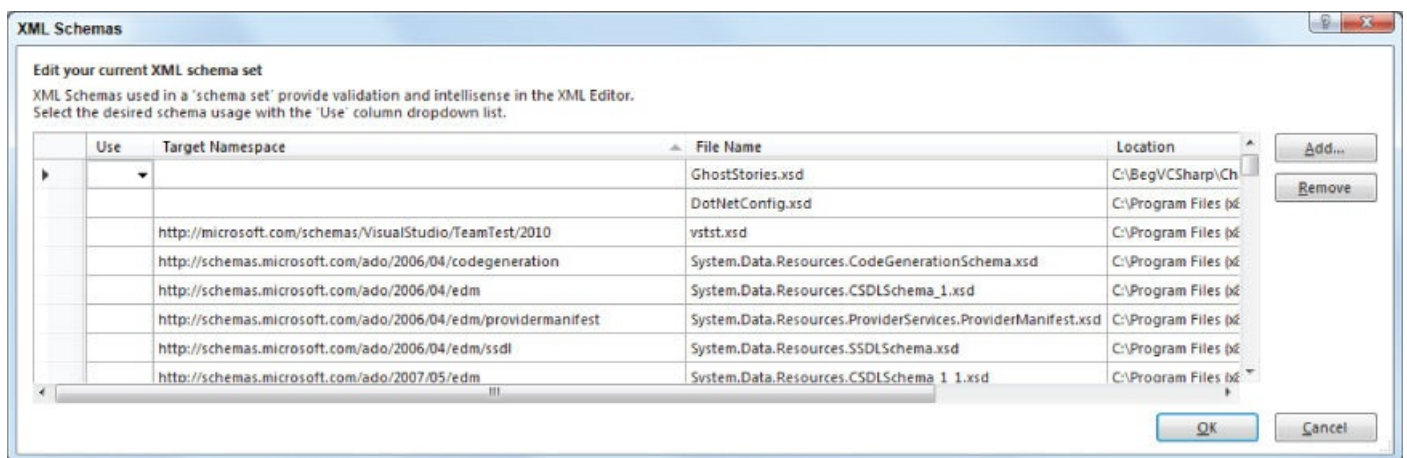 XML Schemas
Edit your current XML schema set
XML Schemas used in a 'schema set' provide validation and intellisense in the XML Editor.
Select the desired schema usage with the 'Use' column dropdown list.
Use Target Namespace File Name Location
GhostStories.xsd C:\BegVCSharp\Ch
DotNetConfig.xsd C:\Program Files (x8
http://microsoft.com/schemas/VisualStudio/TeamTest/2010 vstst.xsd C:\Program Files (x8
http://schemas.microsoft.com/ado/2006/04/codegeneration System.Data.Resources.CodeGenerationSchema.xsd C:\Program Files (x8
http://schemas.microsoft.com/ado/2006/04/edm System.Data.Resources.CSDLSchema_1.xsd C:\Program Files (x8
http://schemas.microsoft.com/ado/2006/04/edm/providermanifest System.Data.Resources.ProviderServices.ProviderManifest.xsd C:\Program Files (x8
http://schemas.microsoft.com/ado/2006/04/edm/ssdl System.Data.Resources.SSDLSchema.xsd C:\Program Files (x8
http://schemas.microsoft.com/ado/2007/05/edm System.Data.Resources.CSDLSchema_1_1.xsd C:\Program Files (x8
Add...
Remove
OK Cancel